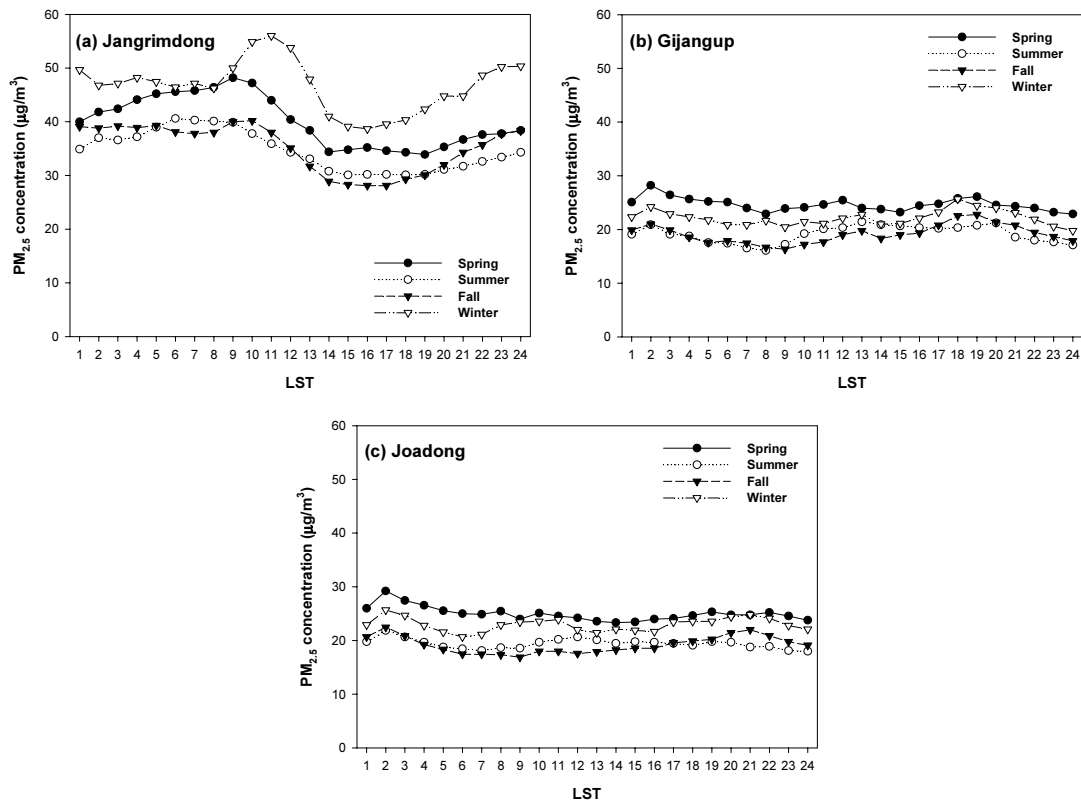 (a) Jangrimdong
PM2.5 concentration (μg/m3)
60
50
40
30
20
10
0
Spring
Summer
Fall
Winter
1 2 3 4 5 6 7 8 9 10 11 12 13 14 15 16 17 18 19 20 21 22 23 24
LST
(b) Gijangup
PM2.5 concentration (μg/m3)
60
50
40
30
20
10
0
Spring
Summer
Fall
Winter
1 2 3 4 5 6 7 8 9 10 11 12 13 14 15 16 17 18 19 20 21 22 23 24
LST
(c) Joadong
PM2.5 concentration (μg/m3)
60
50
40
30
20
10
0
Spring
Summer
Fall
Winter
1 2 3 4 5 6 7 8 9 10 11 12 13 14 15 16 17 18 19 20 21 22 23 24
LST